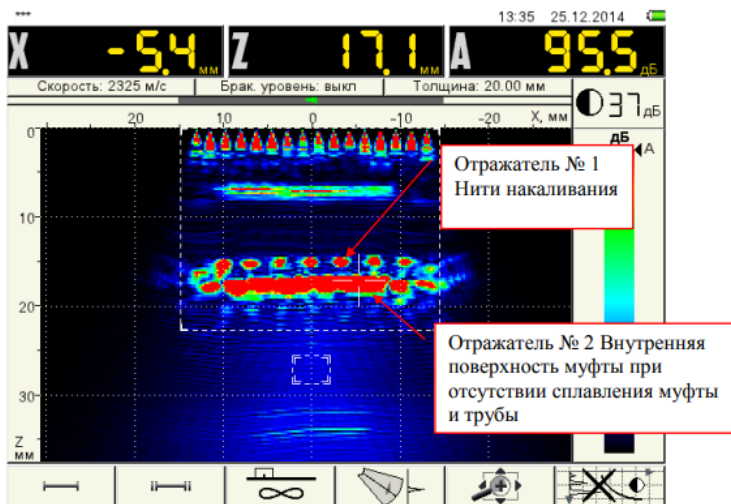 *** 13:35 25.12.2014
X -5.4 мм Z 17.1 мм A 95.5 дБ
Скорость: 2325 м/с Брак. уровень: выкл Толщина: 20.00 мм
37 дБ
20 10 0 -10 -20 X, мм
дБ
A
0
10
20
30
Z
мм
Отражатель № 1
Нити накаливания
Отражатель № 2 Внутренняя
поверхность муфты при
отсутствии сплавления муфты
и трубы